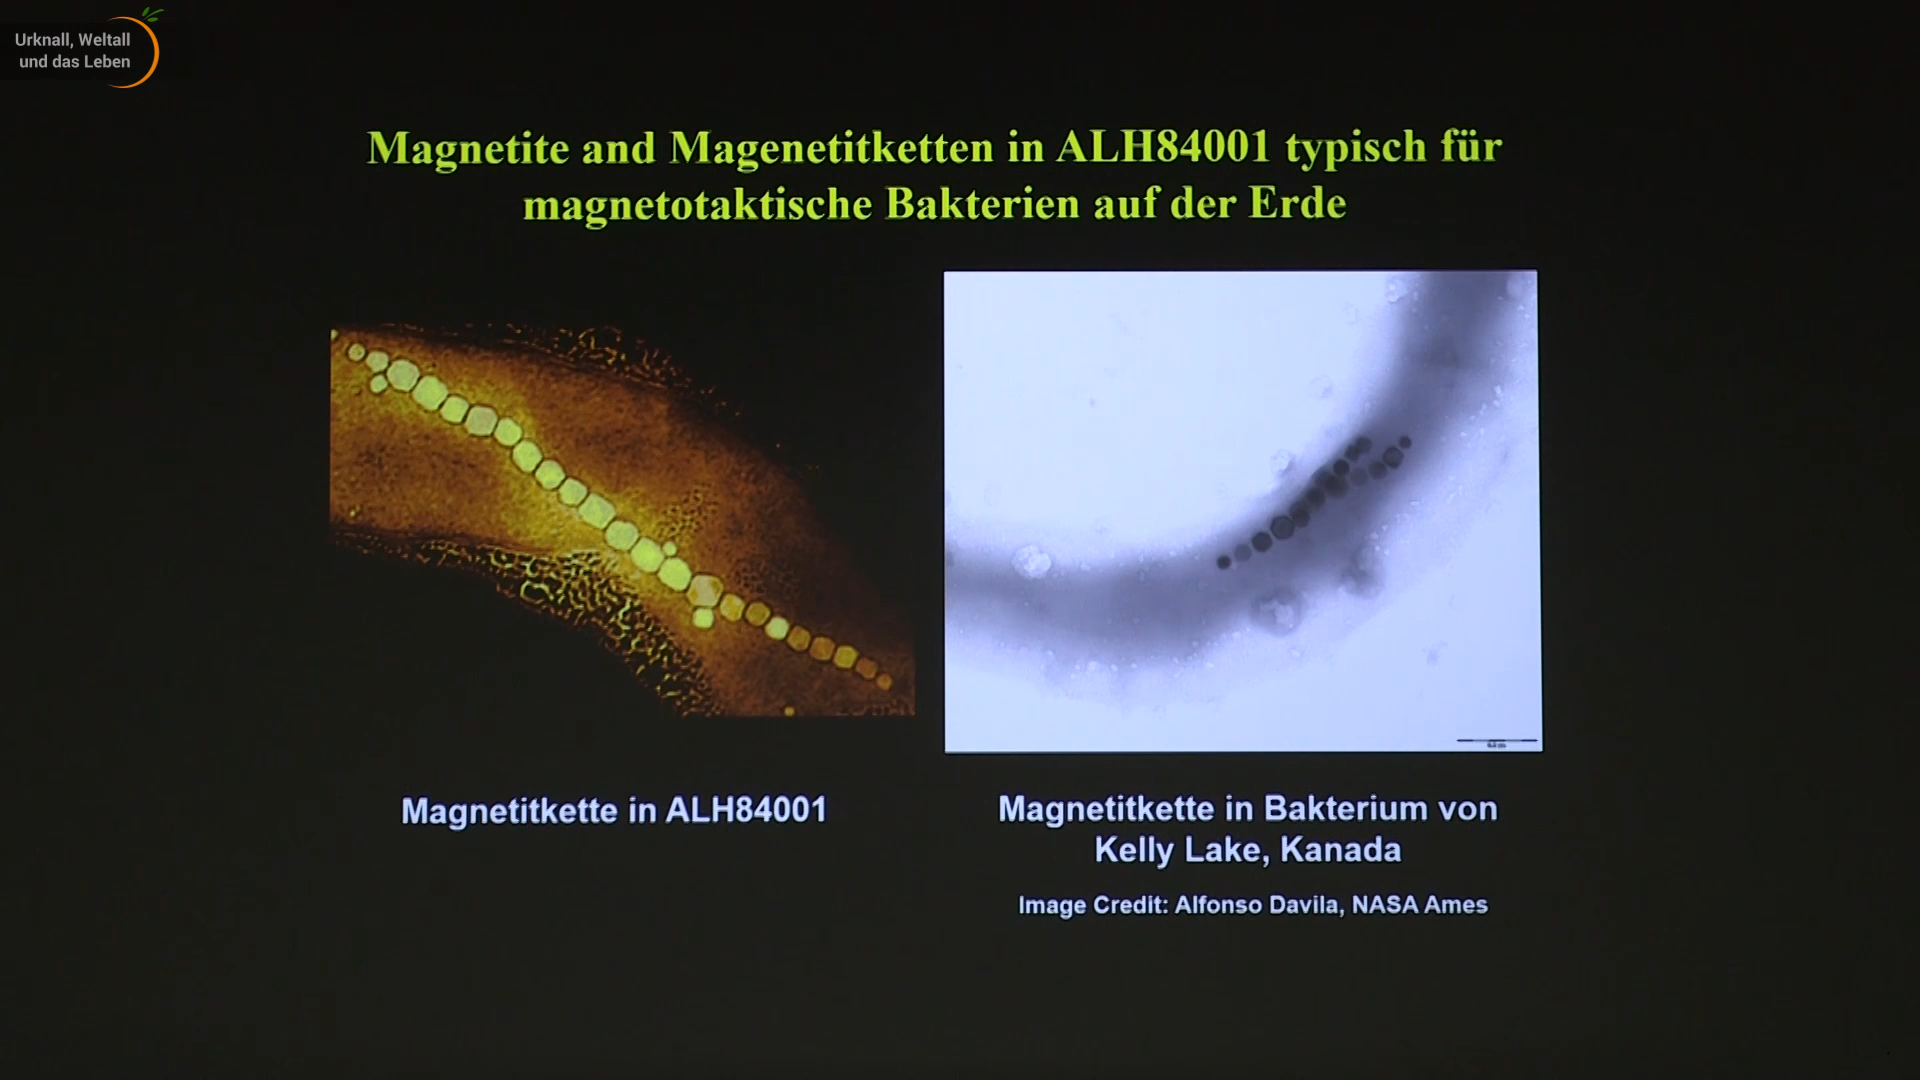 Urknall, Weltall
und das Leben
Magnetite and Magenetitketten in ALH84001 typisch für
magnetotaktische Bakterien auf der Erde
Magnetitkette in ALH84001
Magnetitkette in Bakterium von
Kelly Lake, Kanada
Image Credit: Alfonso Davila, NASA Ames